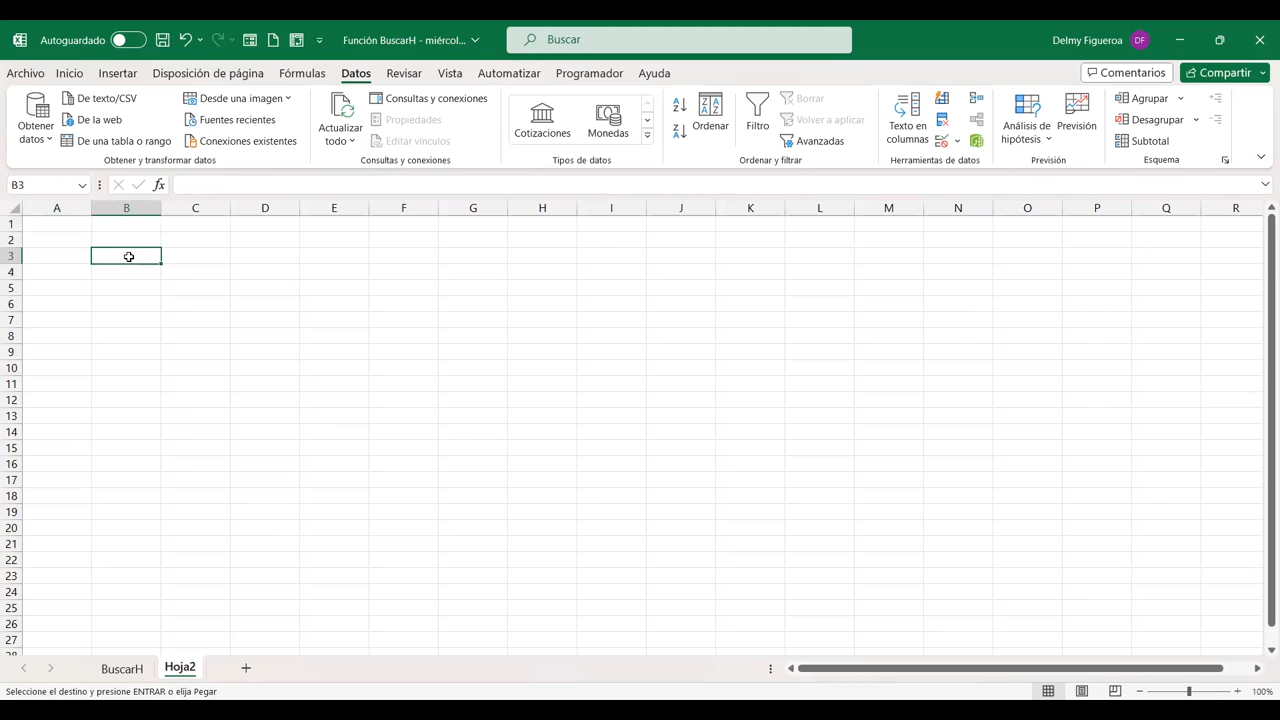 Autoguardado Función BuscarH - miércol... Buscar Delmy Figueroa DF
Archivo Inicio Insertar Disposición de página Fórmulas Datos Revisar Vista Automatizar Programador Ayuda Comentarios Compartir
Obtener datos
De texto/CSV
De la web
De una tabla o rango
Desde una imagen
Fuentes recientes
Conexiones existentes
Obtener y transformar datos
Actualizar todo
Consultas y conexiones
Propiedades
Editar vínculos
Consultas y conexiones
Cotizaciones
Monedas
Tipos de datos
Ordenar
Filtro
Borrar
Volver a aplicar
Avanzadas
Ordenar y filtrar
Texto en columnas
Herramientas de datos
Análisis de hipótesis
Previsión
Previsión
Agrupar
Desagrupar
Subtotal
Esquema
B3 fx
A B C D E F G H I J K L M N O P Q R
1
2
3
4
5
6
7
8
9
10
11
12
13
14
15
16
17
18
19
20
21
22
23
24
25
26
27
28
BuscarH Hoja2
Seleccione el destino y presione ENTRAR o elija Pegar 100%